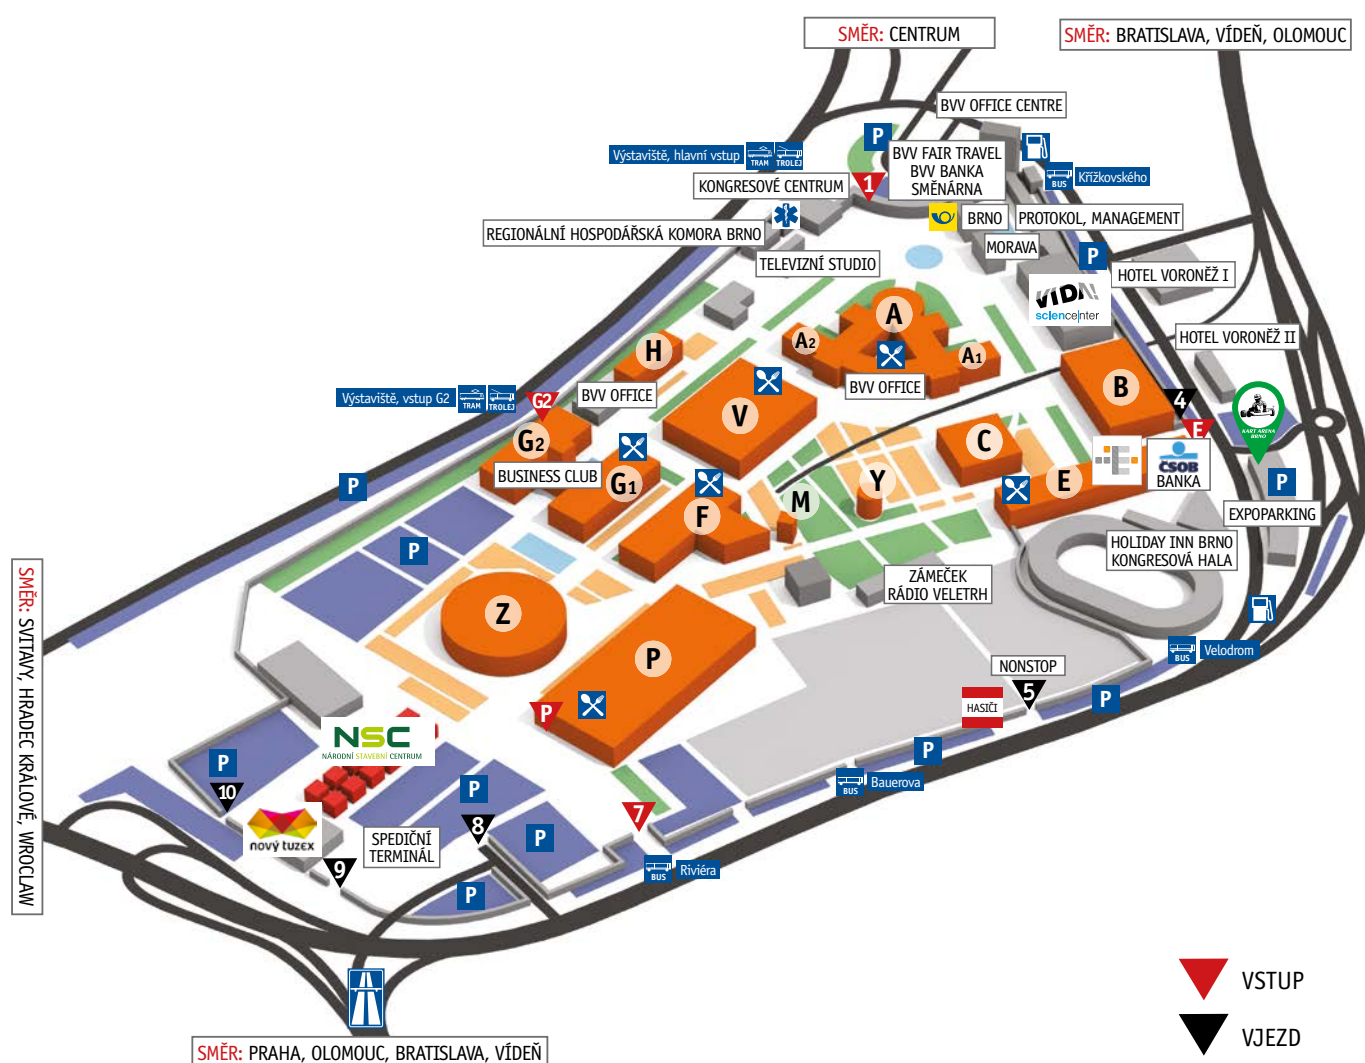 SMĚR: CENTRUM
SMĚR: BRATISLAVA, VÍDEŇ, OLOMOUC
BVV OFFICE CENTRE
P
Výstaviště, hlavní vstup
TRAM
TROLEJ
BVV FAIR TRAVEL
BVV BANKA
SMĚNÁRNA
BUS
Křížkovského
KONGRESOVÉ CENTRUM
1
BRNO
PROTOKOL, MANAGEMENT
REGIONÁLNÍ HOSPODÁŘSKÁ KOMORA BRNO
MORAVA
TELEVIZNÍ STUDIO
P
HOTEL VORONĚŽ I
VIDA!
sciencenter
A
A2
A1
H
HOTEL VORONĚŽ II
BVV OFFICE
B
Výstaviště, vstup G2
TRAM
TROLEJ
G2
BVV OFFICE
4
KART ARENA
BRNO
V
E
G2
C
BUSINESS CLUB
G1
ČSOB
BANKA
P
Y
E
P
M
F
EXPOPARKING
P
HOLIDAY INN BRNO
KONGRESOVÁ HALA
ZÁMEČEK
RÁDIO VELETRH
SMĚR: SVITAVY, HRADEC KRÁLOVÉ, WROCLAW
Z
P
BUS
Velodrom
NONSTOP
5
P
HASIČI
P
NSC
NÁRODNÍ STAVEBNÍ CENTRUM
P
P
10
P
BUS
Bauerova
7
nový tuzex
SPEDIČNÍ
TERMINÁL
8
P
9
BUS
Riviéra
P
VSTUP
VJEZD
SMĚR: PRAHA, OLOMOUC, BRATISLAVA, VÍDEŇ